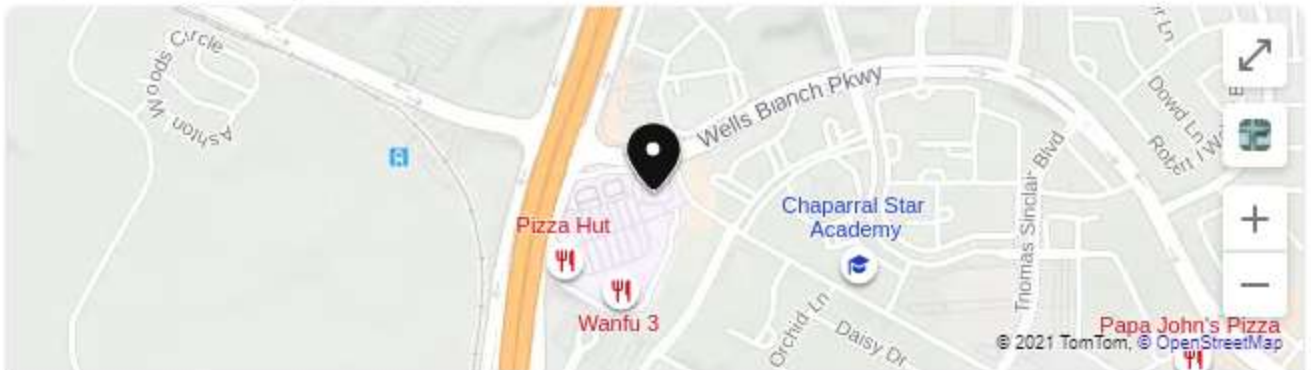 Ashton
Woods Circle
Wells Branch Pkwy
Dowd Ln
Chaparral Star
Academy
Thomas Sinclair Blvd
Pizza Hut
Wanfu 3
Orchid Ln
Daisy Dr
Papa John's Pizza
© 2021 TomTom, © OpenStreetMap